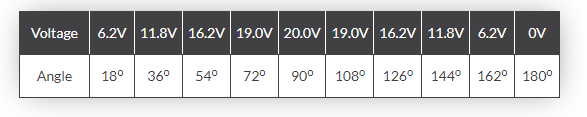 Voltage 6.2V 11.8V 16.2V 19.0V 20.0V 19.0V 16.2V 11.8V 6.2V 0V
Angle 18º 36º 54º 72º 90º 108º 126º 144º 162º 180º